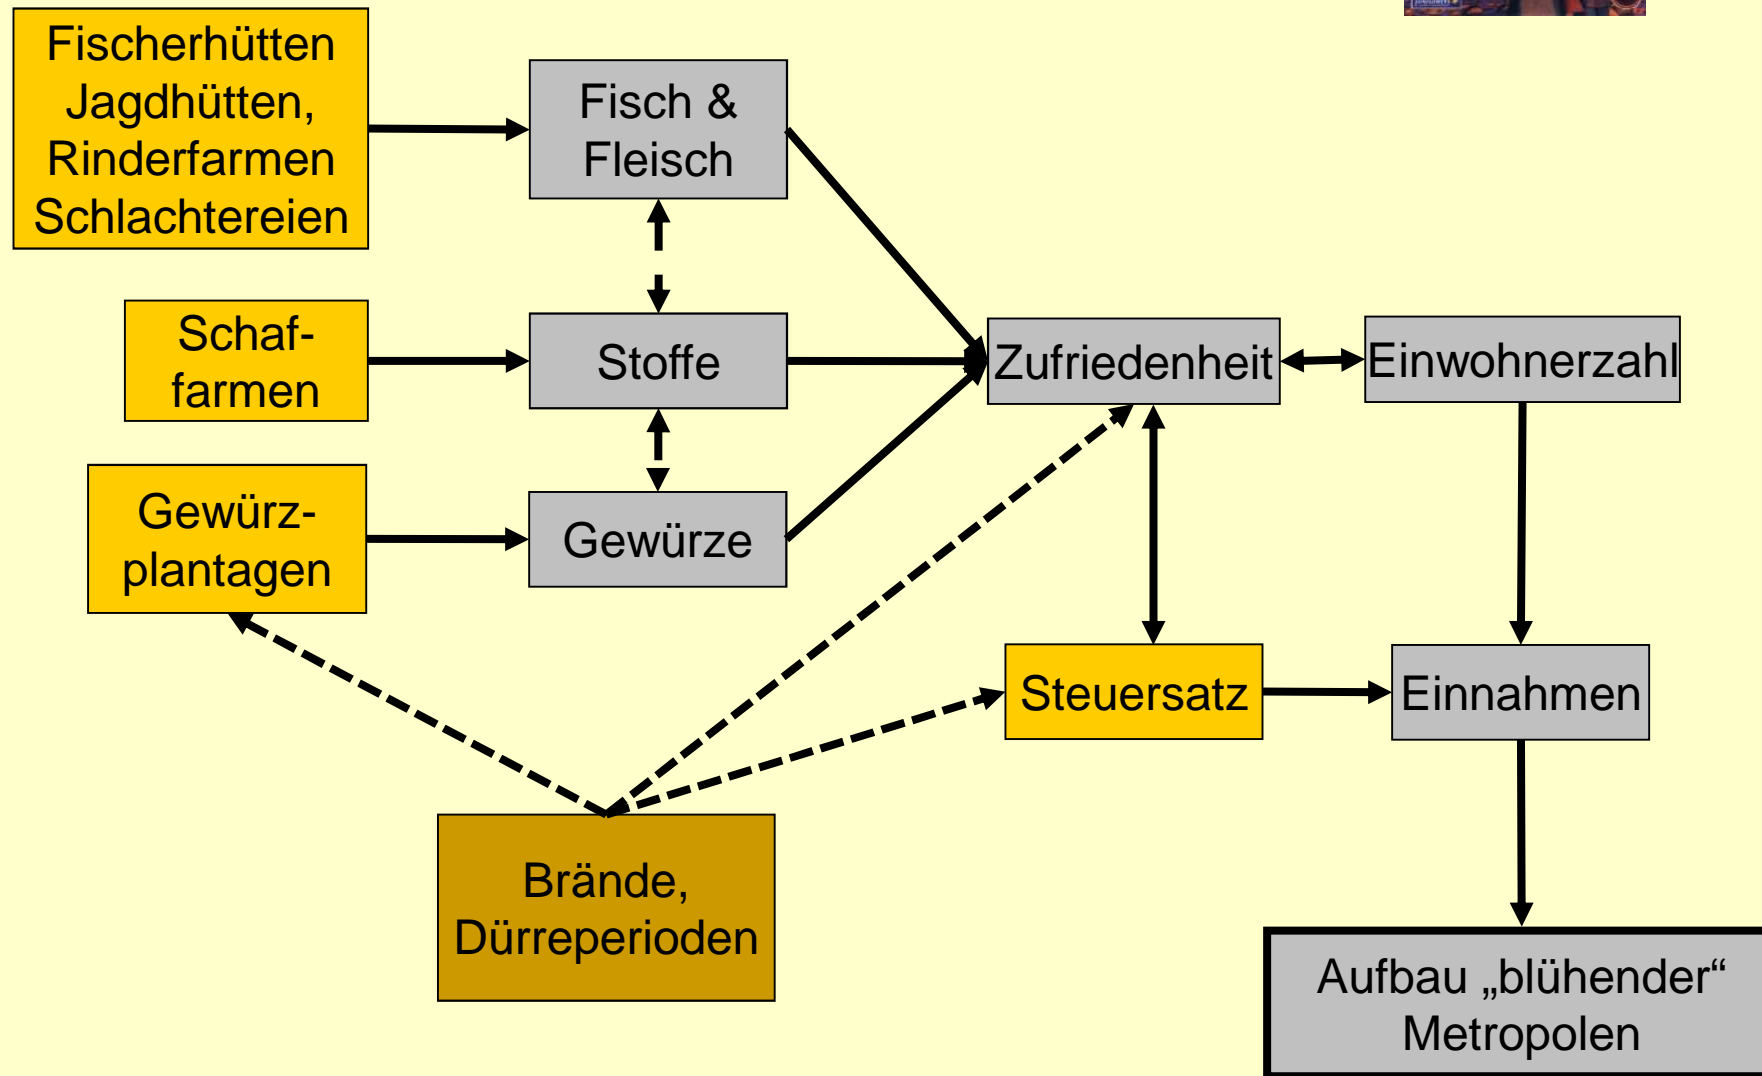 Fischerhütten
Jagdhütten,
Rinderfarmen
Schlachtereien
Fisch &
Fleisch
Schaf-
farmen
Stoffe
Zufriedenheit
Einwohnerzahl
Gewürz-
plantagen
Gewürze
Steuersatz
Einnahmen
Brände,
Dürreperioden
Aufbau „blühender“
Metropolen